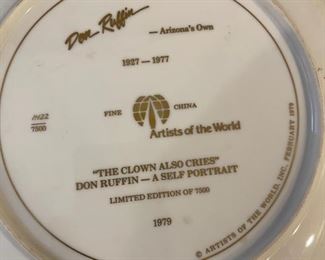 Don Ruffin — Arizona's Own
1927 — 1977
1422
7500
FINE CHINA
Artists of the World
"THE CLOWN ALSO CRIES"
DON RUFFIN — A SELF PORTRAIT
LIMITED EDITION OF 7500
1979
© ARTISTS OF THE WORLD, INC. FEBRUARY 1979